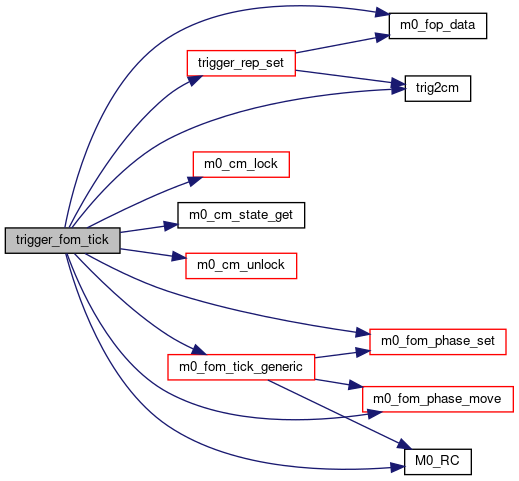 m0_fop_data
trigger_rep_set
trig2cm
m0_cm_lock
m0_cm_state_get
trigger_fom_tick
m0_cm_unlock
m0_fom_phase_set
m0_fom_tick_generic
m0_fom_phase_move
M0_RC